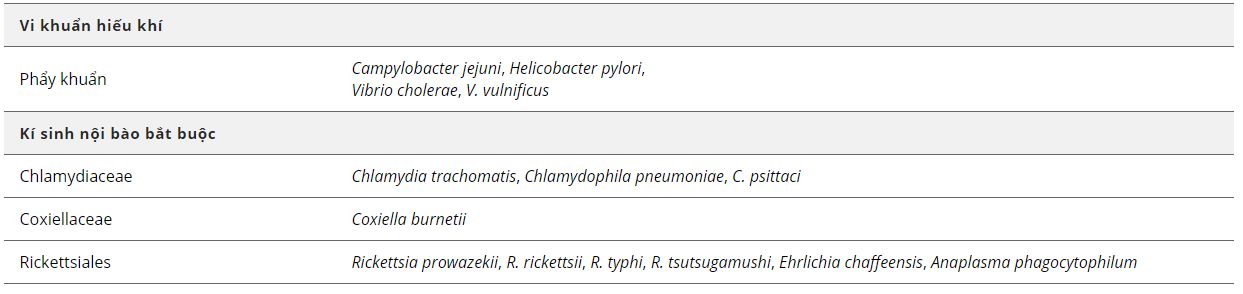 Vi khuẩn hiếu khí
Phẩy khuẩn
Campylobacter jejuni, Helicobacter pylori,
Vibrio cholerae, V. vulnificus
Kí sinh nội bào bắt buộc
Chlamydiaceae Chlamydia trachomatis, Chlamydophila pneumoniae, C. psittaci
Coxiellaceae Coxiella burnetii
Rickettsiales Rickettsia prowazekii, R. rickettsii, R. typhi, R. tsutsugamushi, Ehrlichia chaffeensis, Anaplasma phagocytophilum